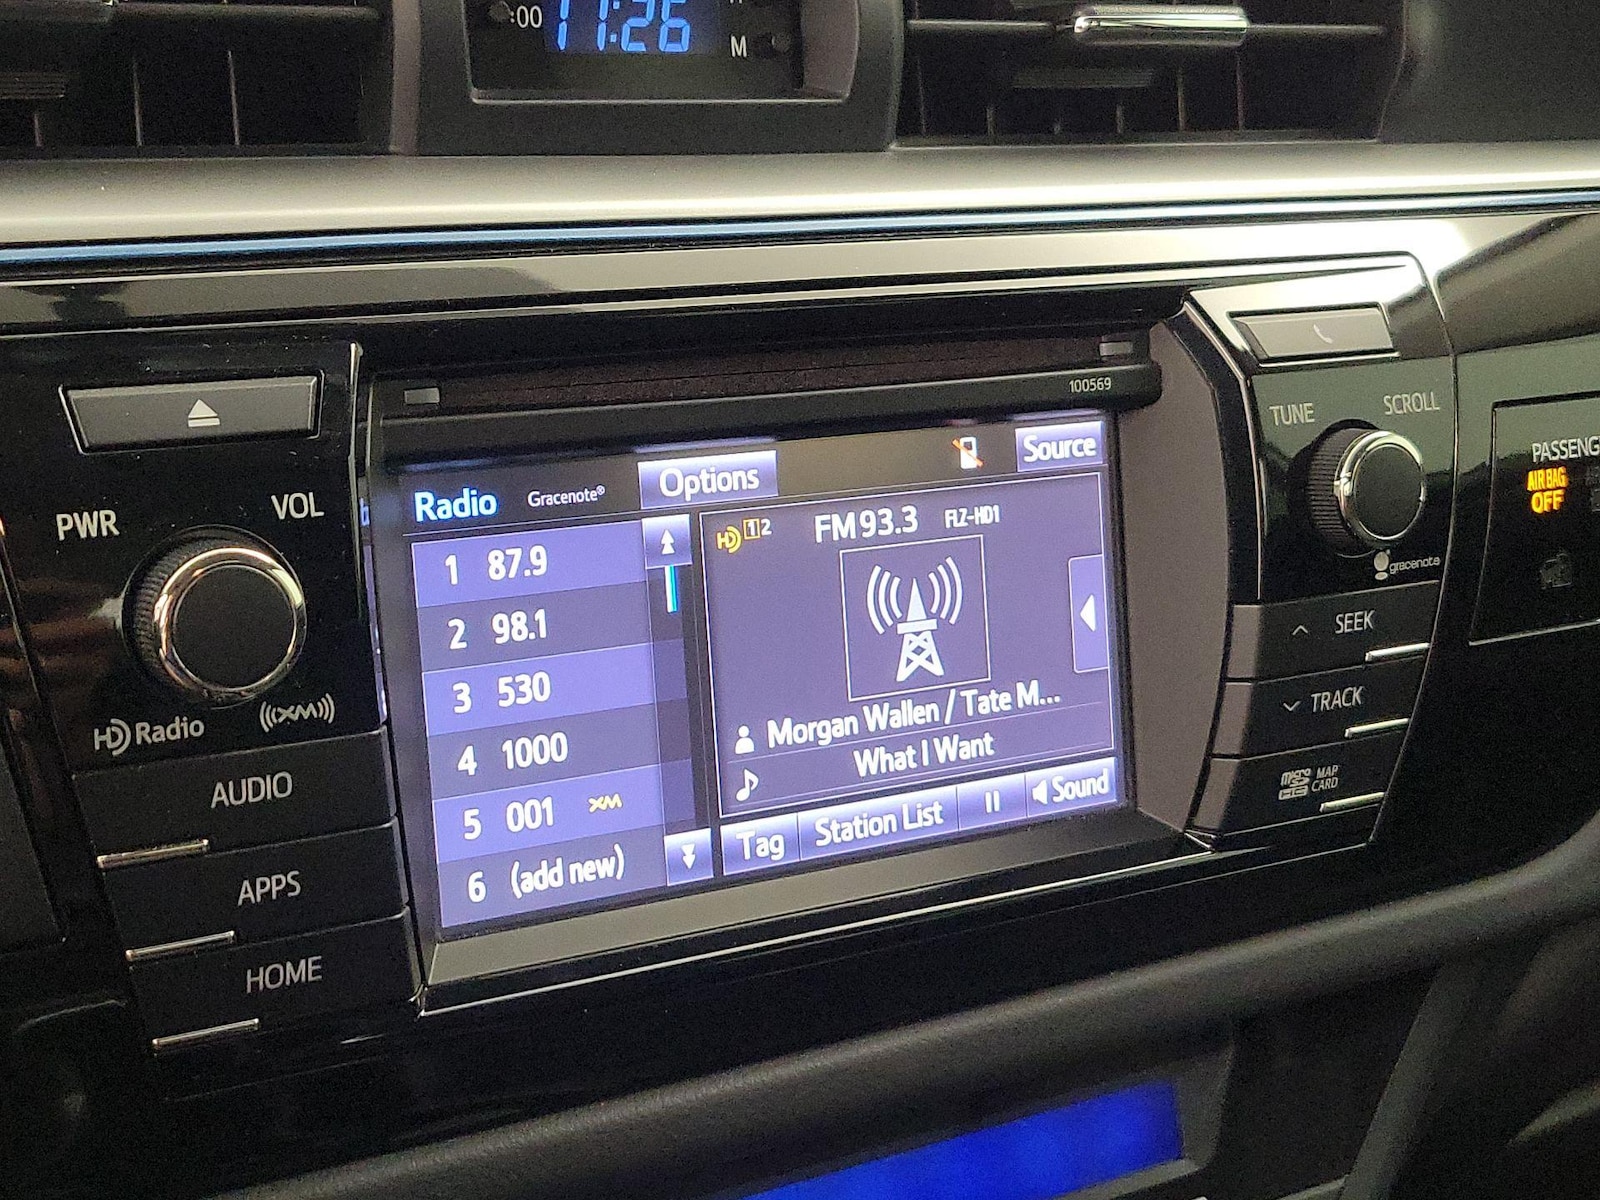 :00 11:26
M
100569
PWR VOL
HD Radio ((XM))
AUDIO
APPS
HOME
Radio Gracenote® Options Source
1 87.9
2 98.1
3 530
4 1000
5 001 XM
6 (add new)
HD 1 2 FM 93.3 FLZ-HD1
Morgan Wallen / Tate M...
What I Want
Tag Station List Sound
TUNE SCROLL
gracenote
SEEK
TRACK
micro SD MAP CARD
PASSENG
AIR BAG
OFF